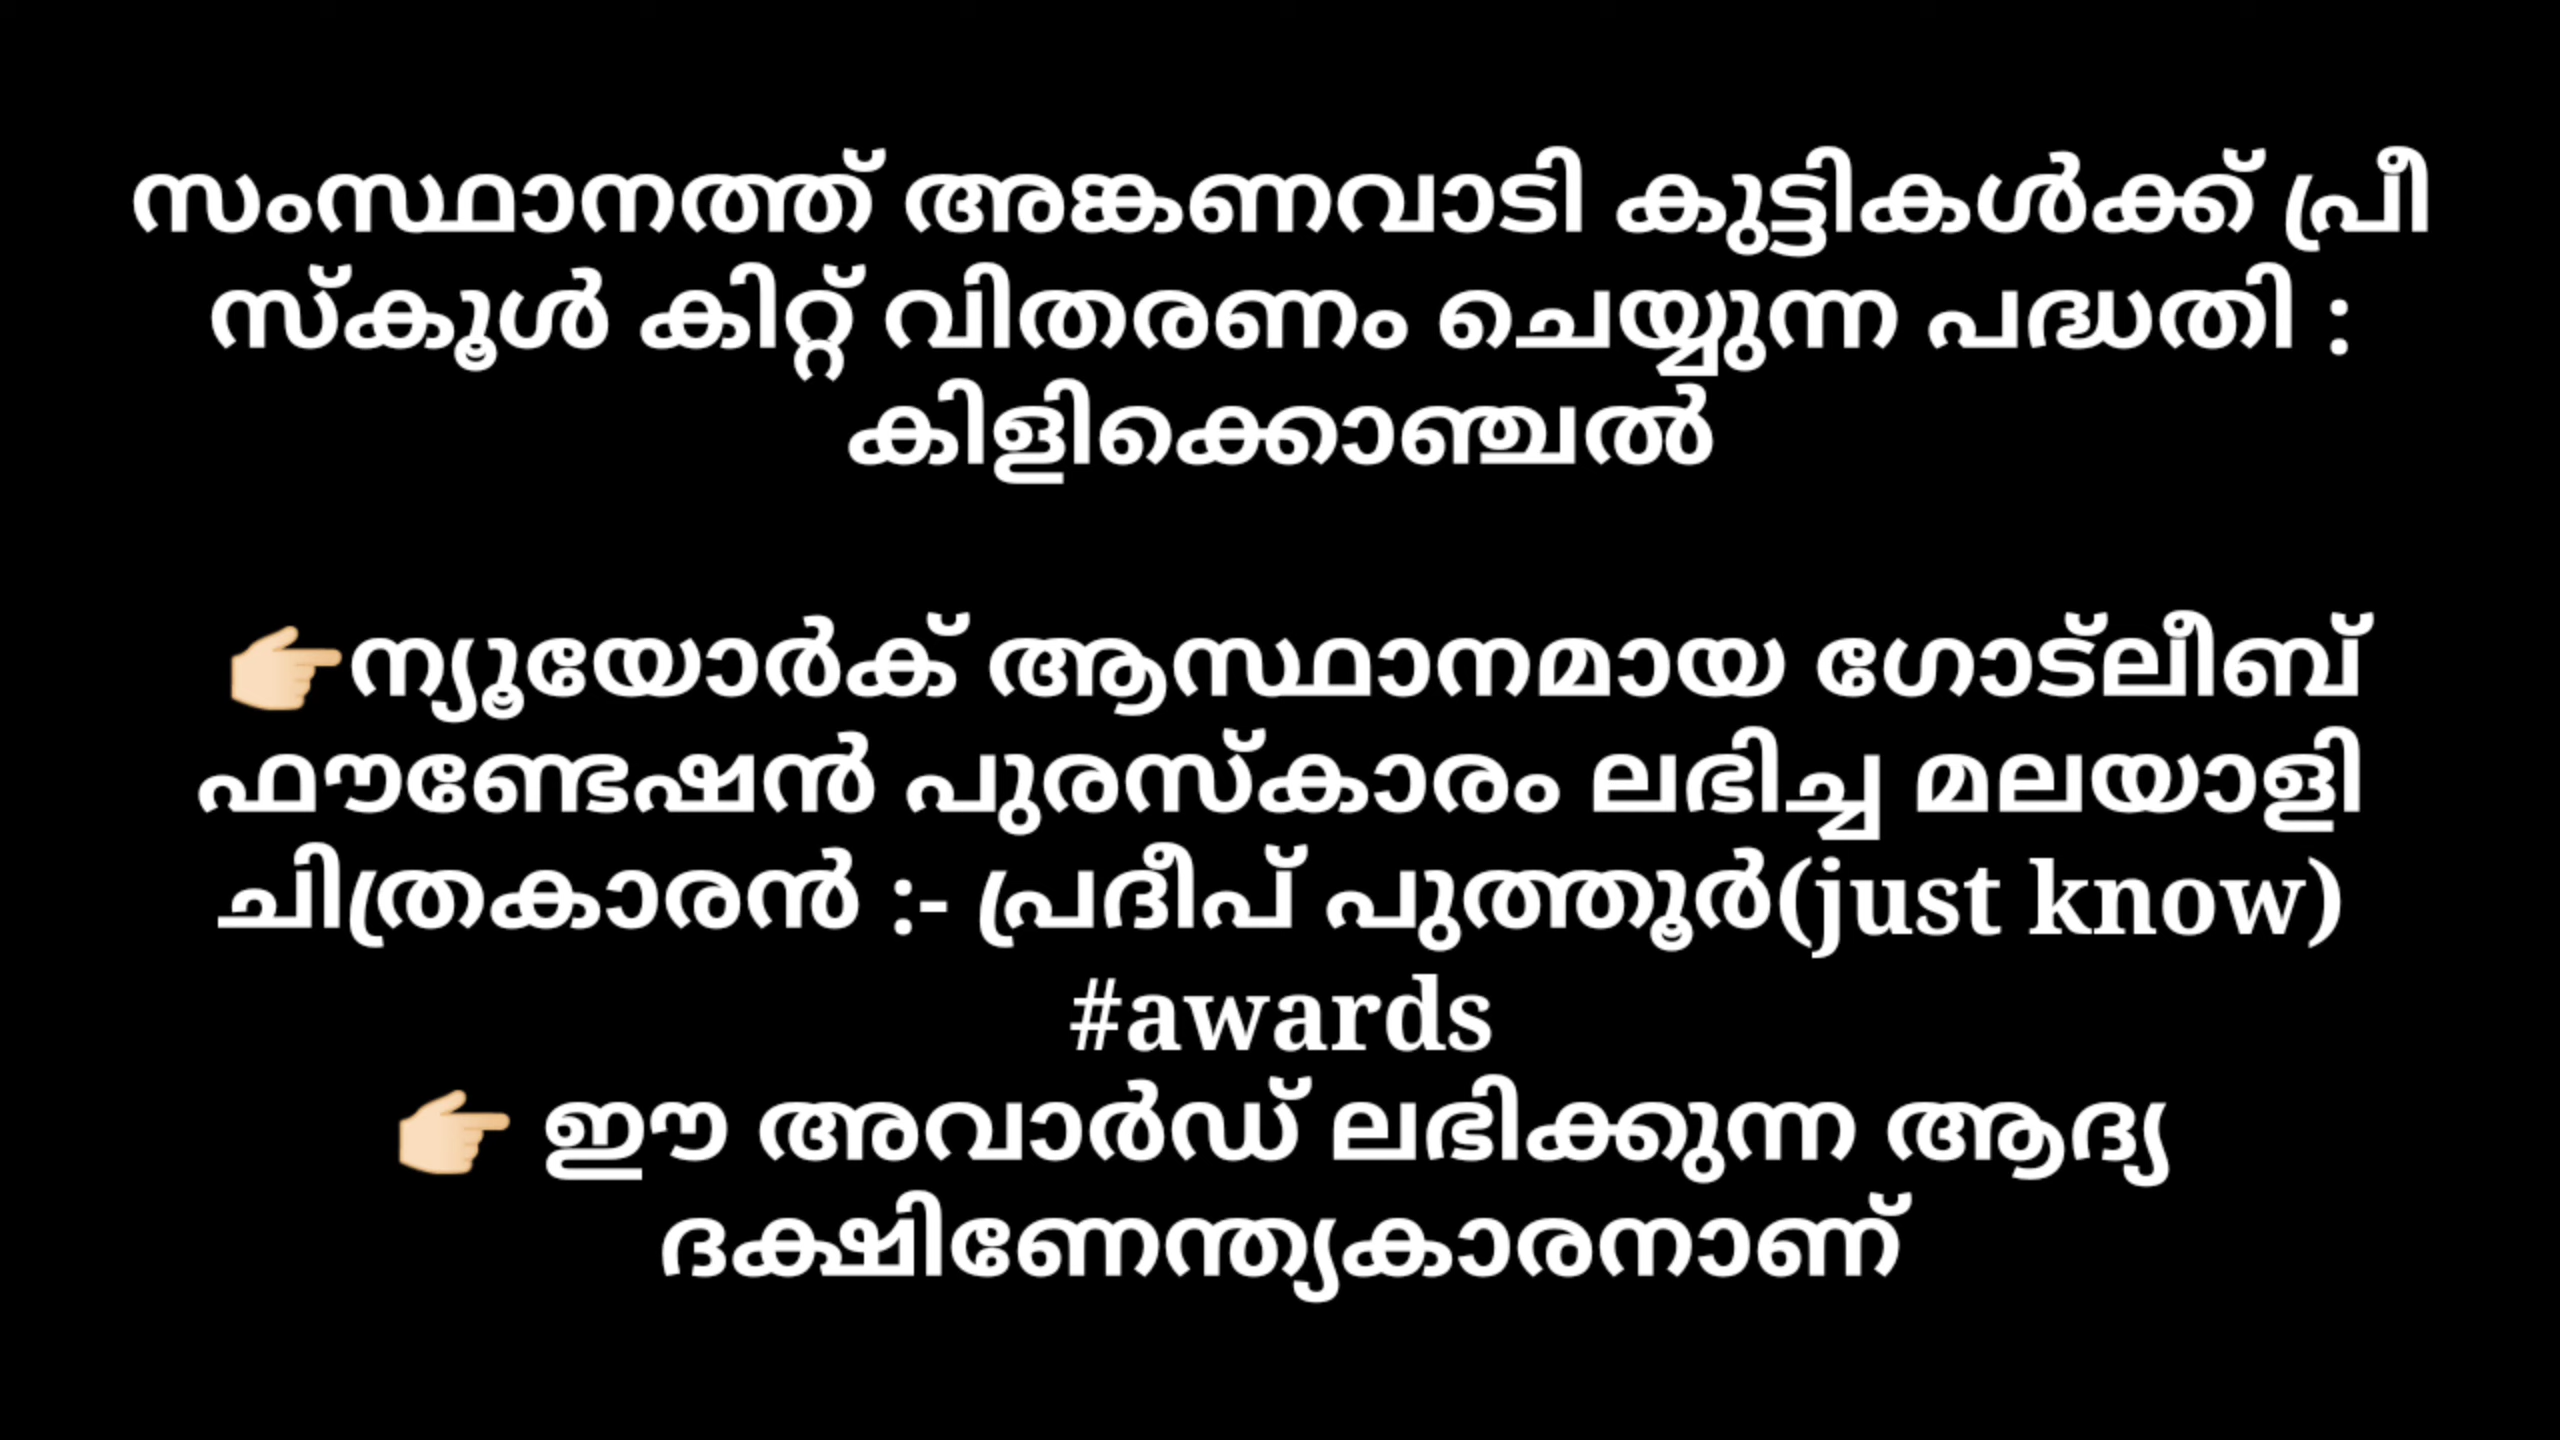 സംസ്ഥാനത്ത് അങ്കണവാടി കുട്ടികൾക്ക് പ്രീ
സ്കൂൾ കിറ്റ് വിതരണം ചെയ്യുന്ന പദ്ധതി :
കിളിക്കൊഞ്ചൽ
👉🏼ന്യൂയോർക് ആസ്ഥാനമായ ഗോട്ലീബ്
ഫൗണ്ടേഷൻ പുരസ്കാരം ലഭിച്ച മലയാളി
ചിത്രകാരൻ :- പ്രദീപ് പുത്തൂർ(just know)
#awards
👉🏼 ഈ അവാർഡ് ലഭിക്കുന്ന ആദ്യ
ദക്ഷിണേന്ത്യകാരനാണ്